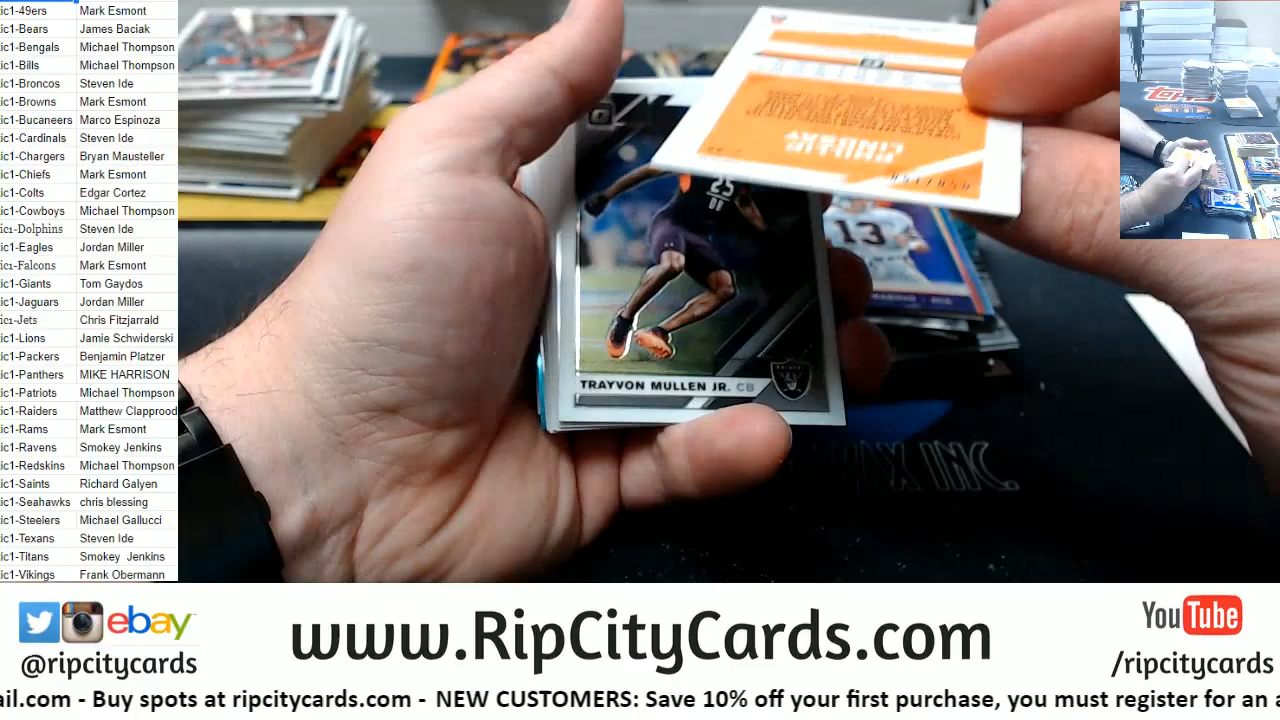 ic1-49ers Mark Esmont
ic1-Bears James Baciak
ic1-Bengals Michael Thompson
ic1-Bills Michael Thompson
ic1-Broncos Steven Ide
ic1-Browns Mark Esmont
ic1-Bucaneers Marco Espinoza
ic1-Cardinals Steven Ide
ic1-Chargers Bryan Mausteller
ic1-Chiefs Mark Esmont
ic1-Colts Edgar Cortez
ic1-Cowboys Michael Thompson
ic1-Dolphins Steven Ide
ic1-Eagles Jordan Miller
ic1-Falcons Mark Esmont
ic1-Giants Tom Gaydos
ic1-Jaguars Jordan Miller
ic1-Jets Chris Fitzjarrald
ic1-Lions Jamie Schwiderski
ic1-Packers Benjamin Platzer
ic1-Panthers MIKE HARRISON
ic1-Patriots Michael Thompson
ic1-Raiders Matthew Clapprood
ic1-Rams Mark Esmont
ic1-Ravens Smokey Jenkins
ic1-Redskins Michael Thompson
ic1-Saints Richard Galyen
ic1-Seahawks chris blessing
ic1-Steelers Michael Gallucci
ic1-Texans Steven Ide
ic1-Titans Smokey Jenkins
ic1-Vikings Frank Obermann
PHILLIP
LINDSAY
25
13
TRAYVON MULLEN JR. CB
RAIDERS
INC.
TOPPS
ebay
@ripcitycards
www.RipCityCards.com
YouTube
/ripcitycards
ail.com - Buy spots at ripcitycards.com - NEW CUSTOMERS: Save 10% off your first purchase, you must register for an a